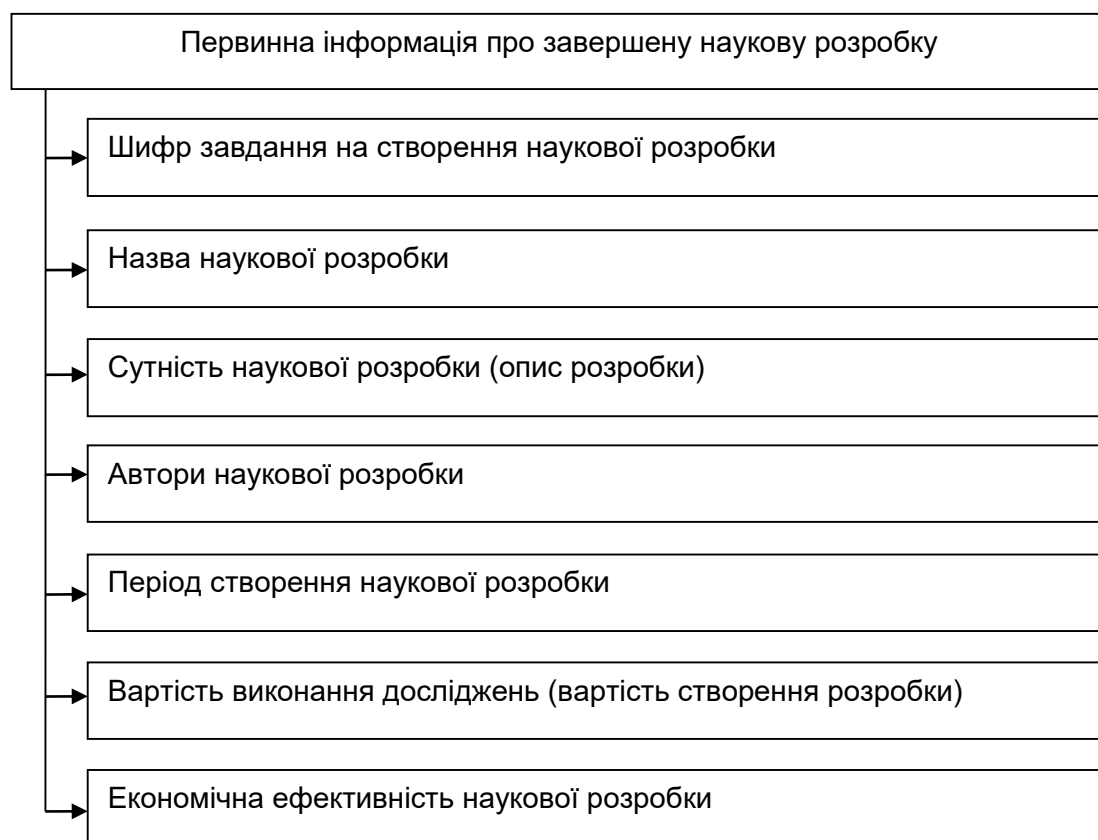 Первинна інформація про завершену наукову розробку
Шифр завдання на створення наукової розробки
Назва наукової розробки
Сутність наукової розробки (опис розробки)
Автори наукової розробки
Період створення наукової розробки
Вартість виконання досліджень (вартість створення розробки)
Економічна ефективність наукової розробки